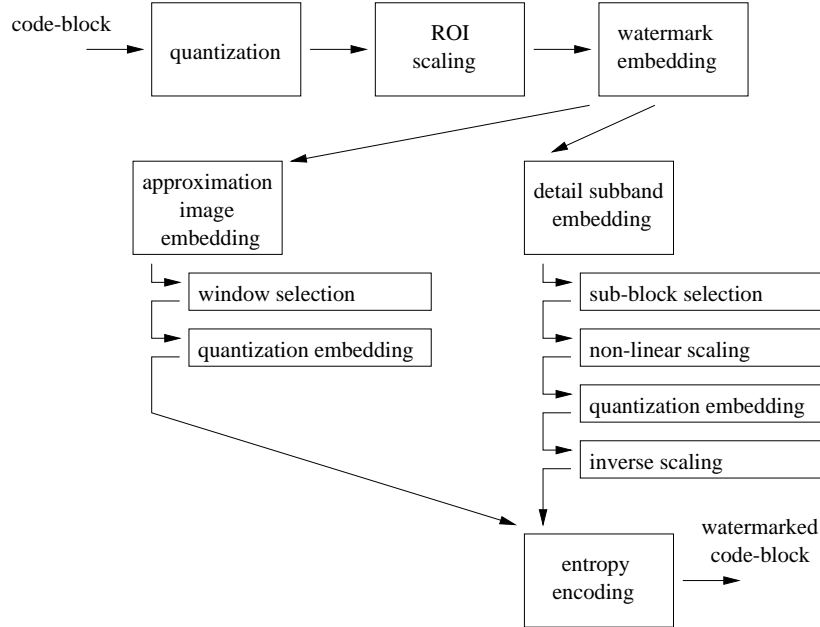 code-block
quantization
ROI
scaling
watermark
embedding
approximation
image
embedding
window selection
quantization embedding
detail subband
embedding
sub-block selection
non-linear scaling
quantization embedding
inverse scaling
entropy
encoding
watermarked
code-block